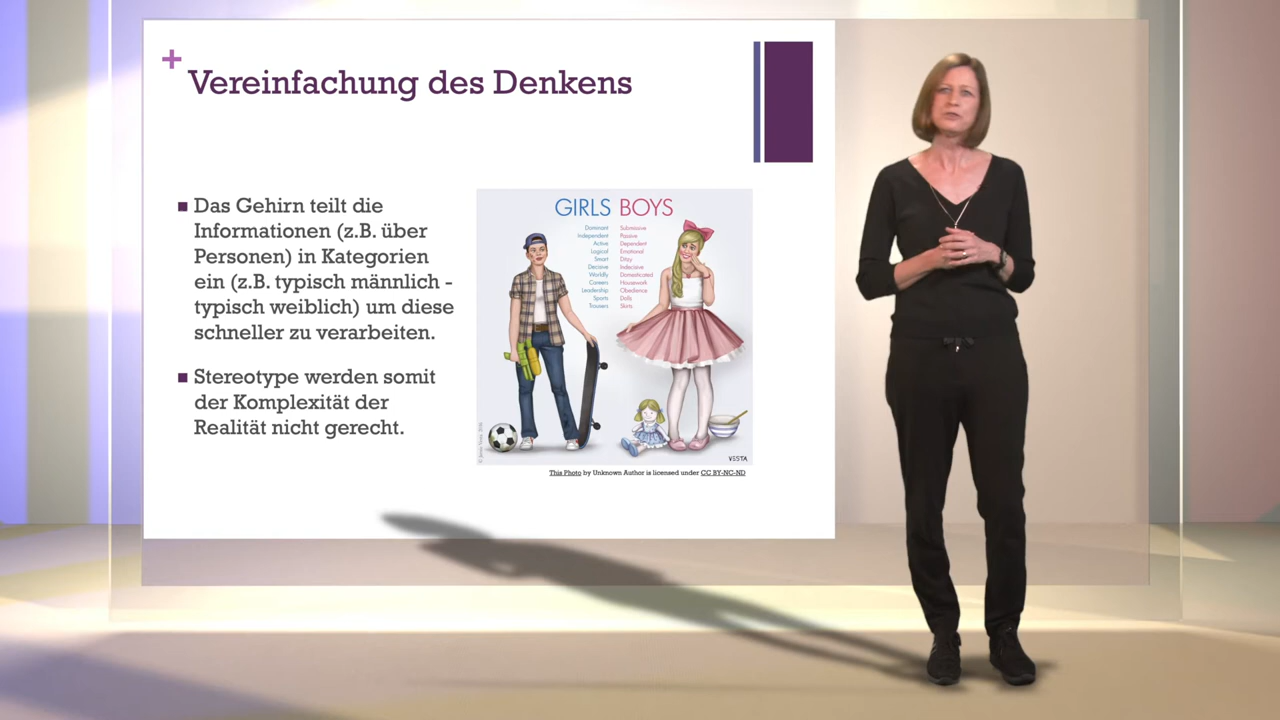 +
Vereinfachung des Denkens
■ Das Gehirn teilt die
Informationen (z.B. über
Personen) in Kategorien
ein (z.B. typisch männlich -
typisch weiblich) um diese
schneller zu verarbeiten.
■ Stereotype werden somit
der Komplexität der
Realität nicht gerecht.
GIRLS BOYS
Dominant Submissive
Independent Passive
Active Dependent
Logical Emotional
Smart Ditsy
Decisive Indecisive
Worldly Domesticated
Careers Housework
Leadership Obedience
Sports Dolls
Trousers Skirts
VESTA
This Photo by Unknown Author is licensed under CC BY-NC-ND